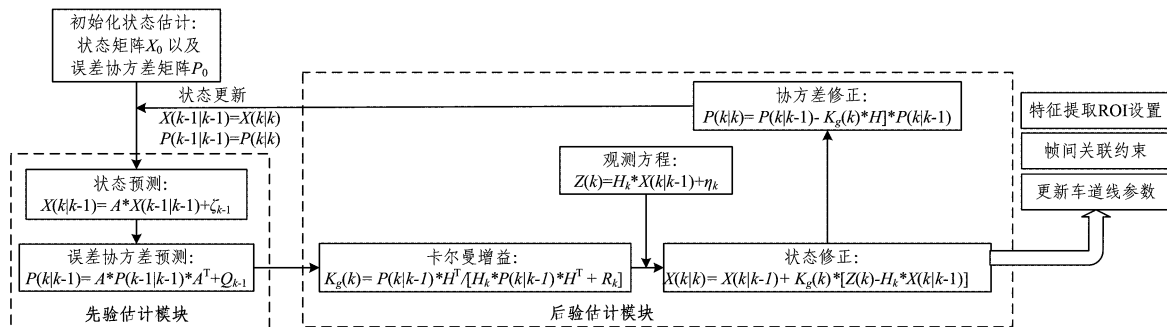 初始化状态估计:
状态矩阵X₀以及
误差协方差矩阵P₀
状态更新
X(k-1|k-1)=X(k|k)
P(k-1|k-1)=P(k|k)
状态预测:
X(k|k-1)= A*X(k-1|k-1)+ζₖ₋₁
误差协方差预测:
P(k|k-1)= A*P(k-1|k-1)*Aᵀ+Qₖ₋₁
先验估计模块
卡尔曼增益:
K_g(k)= P(k|k-1)*Hᵀ/[Hₖ*P(k|k-1)*Hᵀ + Rₖ]
观测方程:
Z(k)=Hₖ*X(k|k-1)+ηₖ
协方差修正:
P(k|k)= P(k|k-1)- K_g(k)*H]*P(k|k-1)
状态修正:
X(k|k)= X(k|k-1)+ K_g(k)*[Z(k)-Hₖ*X(k|k-1)]
后验估计模块
特征提取ROI设置
帧间关联约束
更新车道线参数